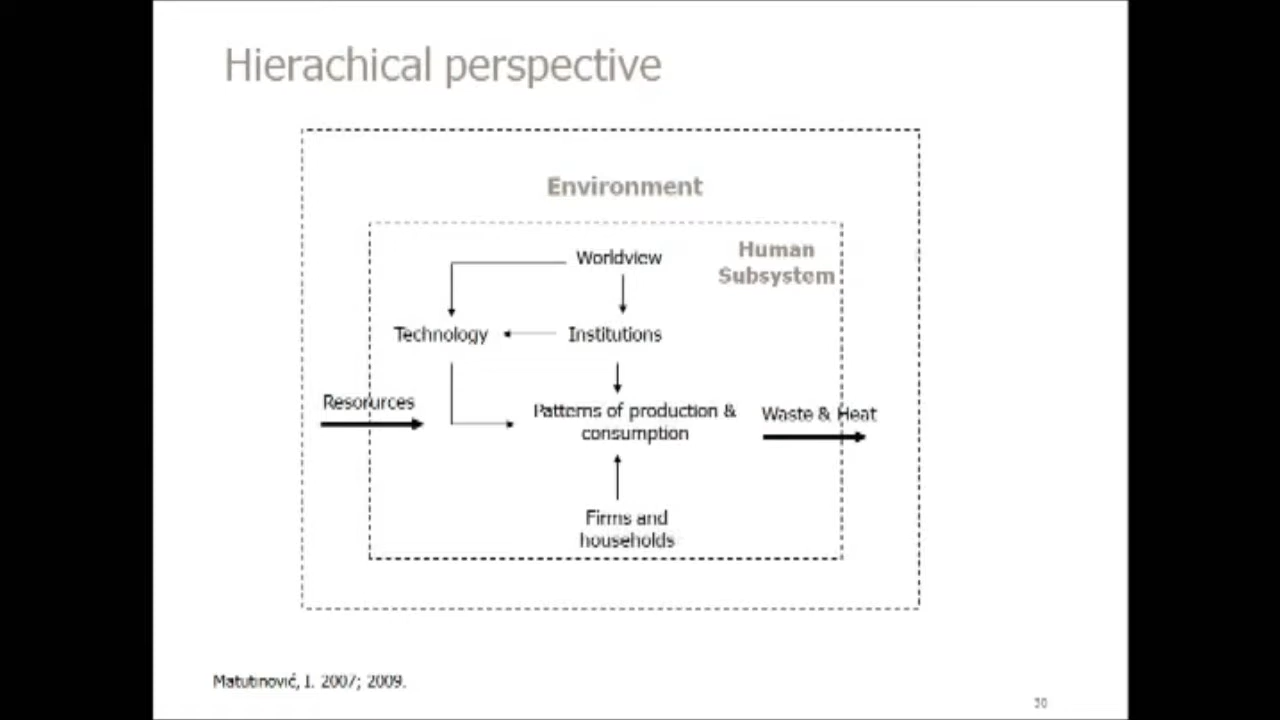 Hierachical perspective
Environment
Human
Subsystem
Worldview
Technology
Institutions
Resorurces
Patterns of production &
consumption
Waste & Heat
Firms and
households
Matutinović, I. 2007; 2009.
30